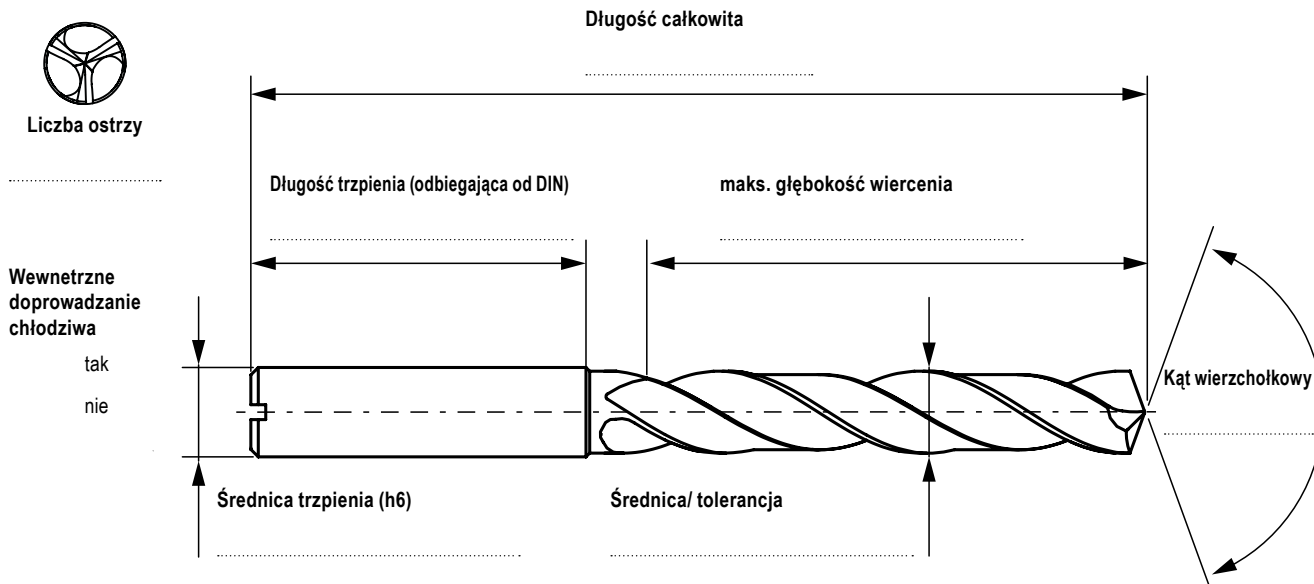 Długość całkowita
Liczba ostrzy
Długość trzpienia (odbiegająca od DIN)
maks. głębokość wiercenia
Wewnetrzne
doprowadzanie
chłodziwa
tak
nie
Kąt wierzchołkowy
Średnica trzpienia (h6)
Średnica/ tolerancja